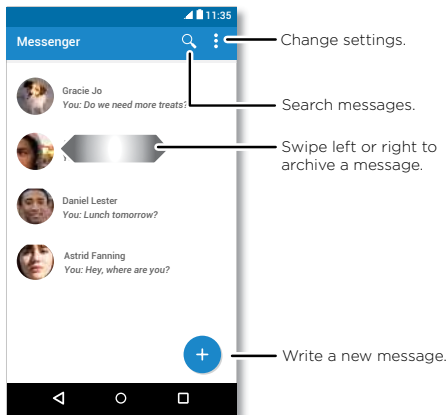 11:35
Messenger
Change settings.
Gracie Jo
You: Do we need more treats?
Search messages.
Swipe left or right to
archive a message.
Daniel Lester
You: Lunch tomorrow?
Astrid Fanning
You: Hey, where are you?
Write a new message.